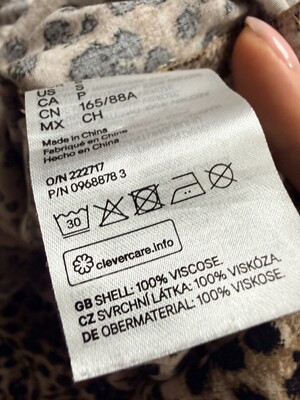 US S
CA P
CN 165/88A
MX CH
Made in China
Fabriqué en Chine
Hecho en China
O/N 222717
P/N 0968878 3
30
clevercare.info
GB SHELL: 100% VISCOSE.
CZ SVRCHNÍ LÁTKA: 100% VISKÓZA.
DE OBERMATERIAL: 100% VISKOSE.